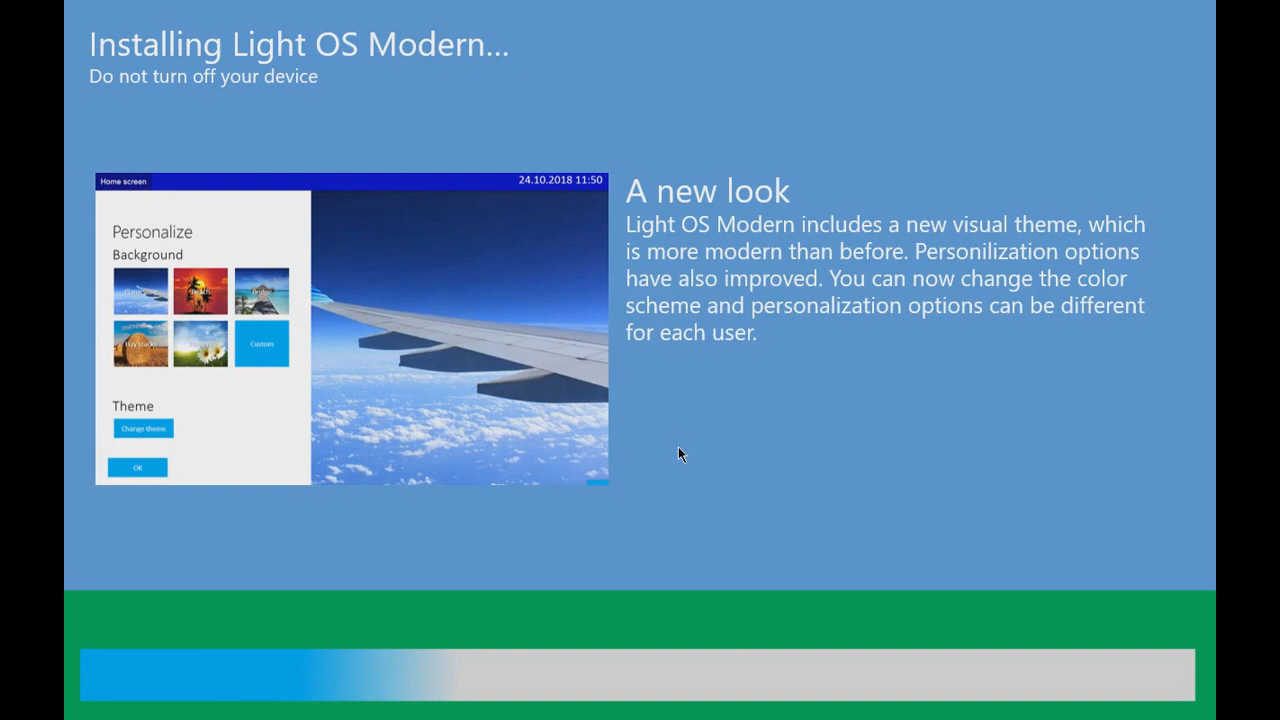 Installing Light OS Modern...
Do not turn off your device
Home screen
24.10.2018 11:50
Personalize
Background
Custom
Theme
Change theme
OK
A new look
Light OS Modern includes a new visual theme, which
is more modern than before. Personilization options
have also improved. You can now change the color
scheme and personalization options can be different
for each user.